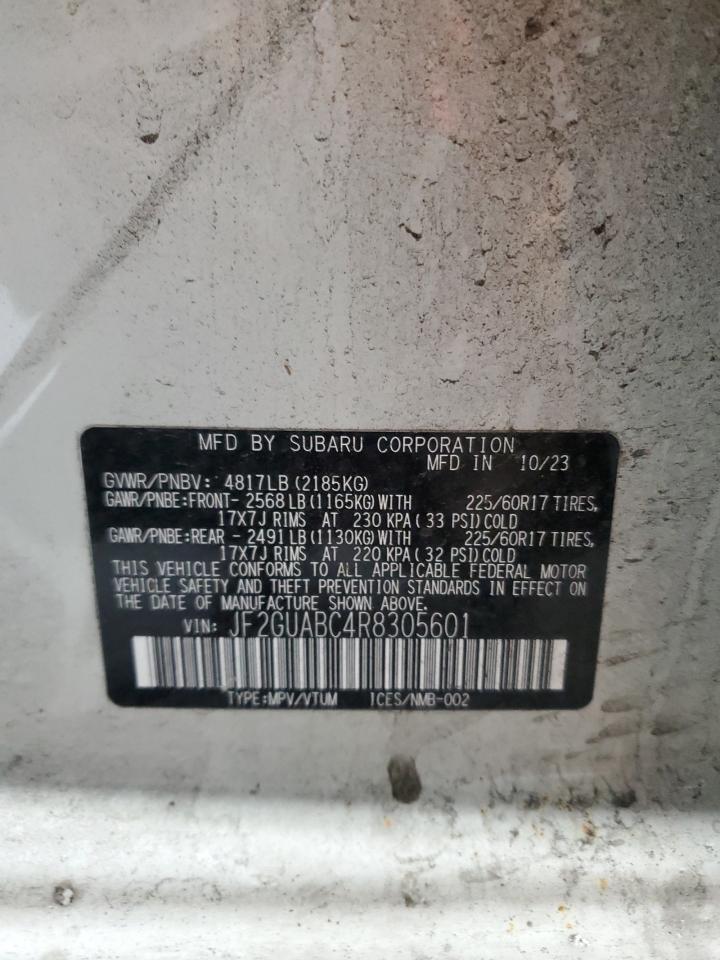 MFD BY SUBARU CORPORATION
MFD IN 10/23
GVWR/PNBV: 4817LB (2185KG)
GAWR/PNBE:FRONT- 2568 LB (1165KG) WITH 225/60R17 TIRES,
17X7J RIMS AT 230 KPA ( 33 PSI) COLD
GAWR/PNBE:REAR - 2491 LB (1130KG) WITH 225/60R17 TIRES,
17X7J RIMS AT 220 KPA ( 32 PSI) COLD
THIS VEHICLE CONFORMS TO ALL APPLICABLE FEDERAL MOTOR
VEHICLE SAFETY AND THEFT PREVENTION STANDARDS IN EFFECT ON
THE DATE OF MANUFACTURE SHOWN ABOVE.
VIN: JF2GUABC4R8305601
TYPE:MPV/VTUM ICES/NMB-002